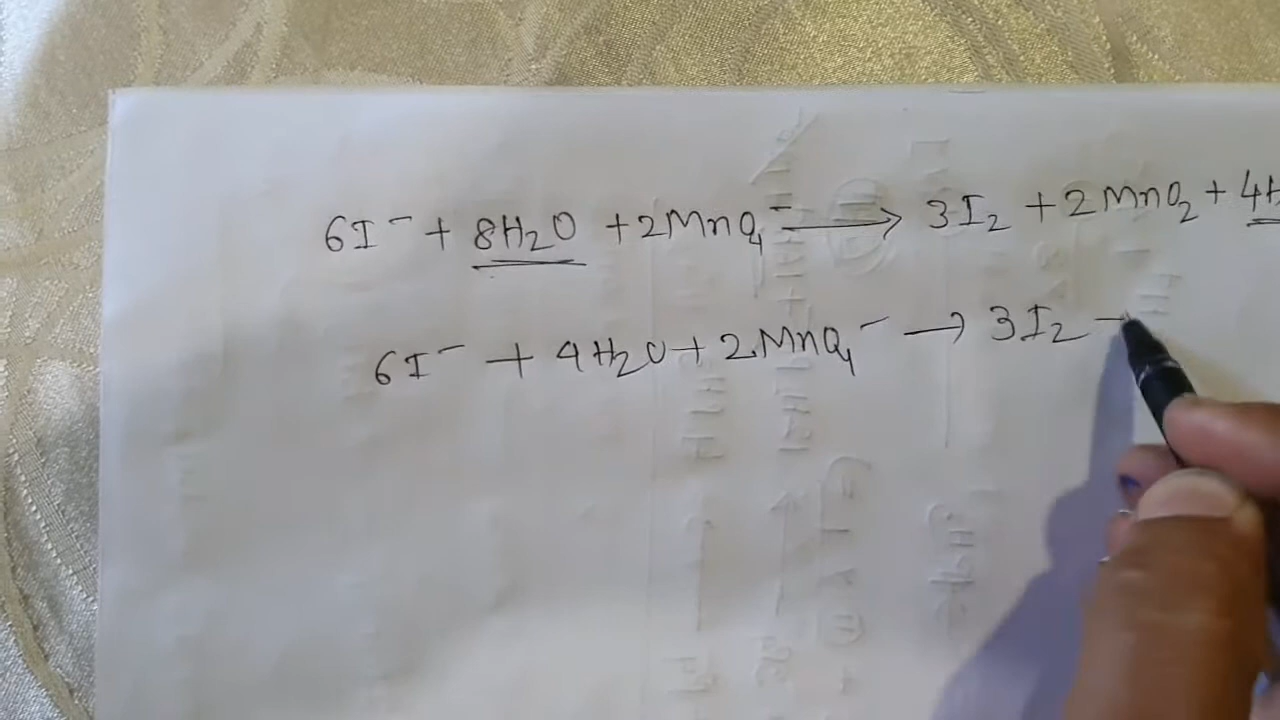 6I⁻ + 8H₂O + 2MnO₄⁻ → 3I₂ + 2MnO₂ + 4H
6I⁻ + 4H₂O + 2MnO₄⁻ → 3I₂ +